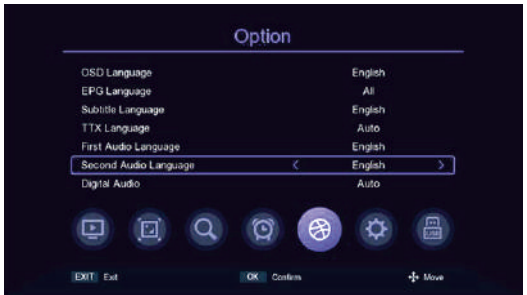 Option
OSD Language English
EPG Language All
Subtitle Language English
TTX Language Auto
First Audio Language English
Second Audio Language < English >
Digital Audio Auto
USB
EXIT Exit OK Confirm Move